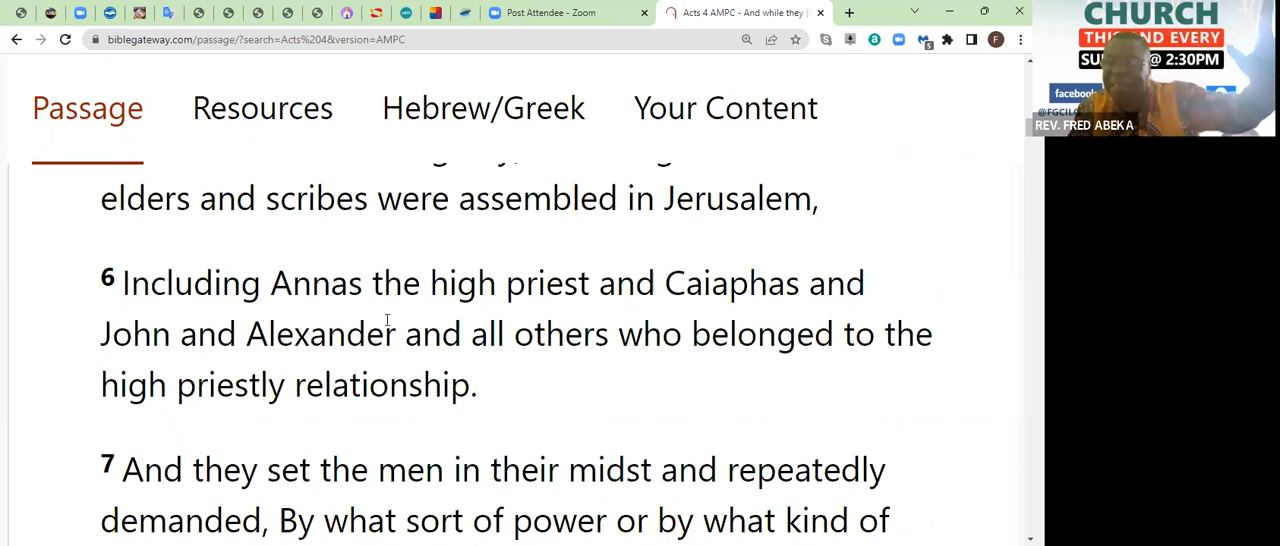 Post Attendee - Zoom
Acts 4 AMPC - And while they
biblegateway.com/passage/?search=Acts%204&version=AMPC
5
F
Passage
Resources
Hebrew/Greek
Your Content
elders and scribes were assembled in Jerusalem,
6 Including Annas the high priest and Caiaphas and
John and Alexander and all others who belonged to the
high priestly relationship.
7 And they set the men in their midst and repeatedly
demanded, By what sort of power or by what kind of
CHURCH
@ 2:30PM
facebook
REV. FRED ABEKA